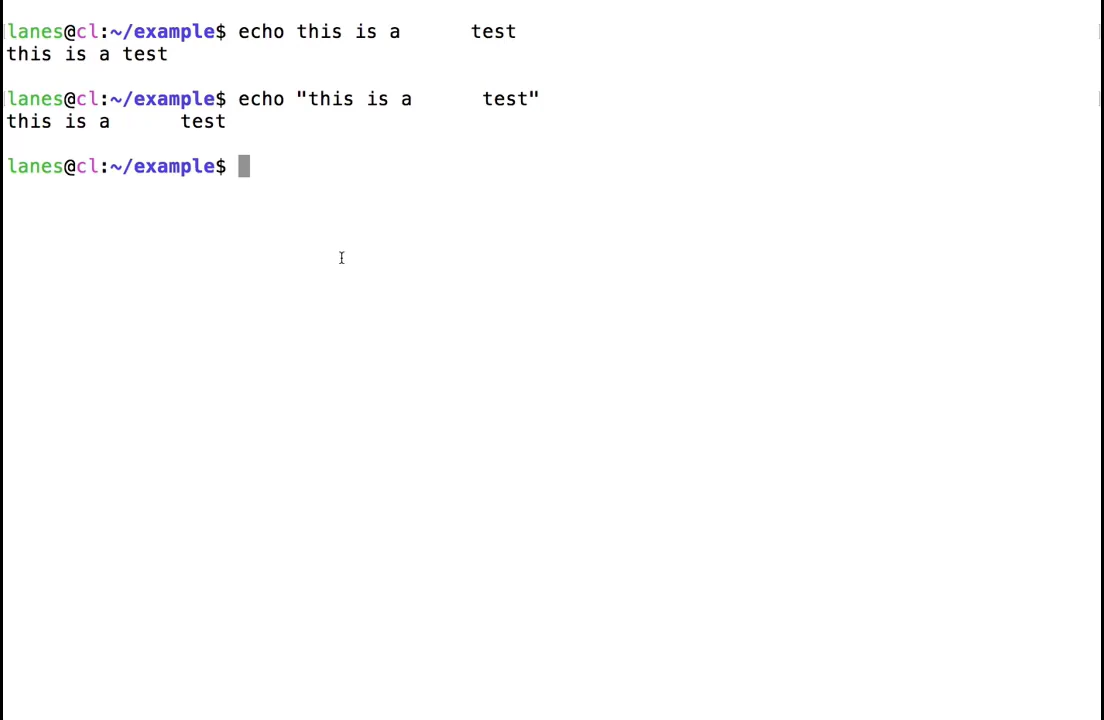 lanes@cl:~/example$ echo this is a      test
this is a test
lanes@cl:~/example$ echo "this is a      test"
this is a      test
lanes@cl:~/example$